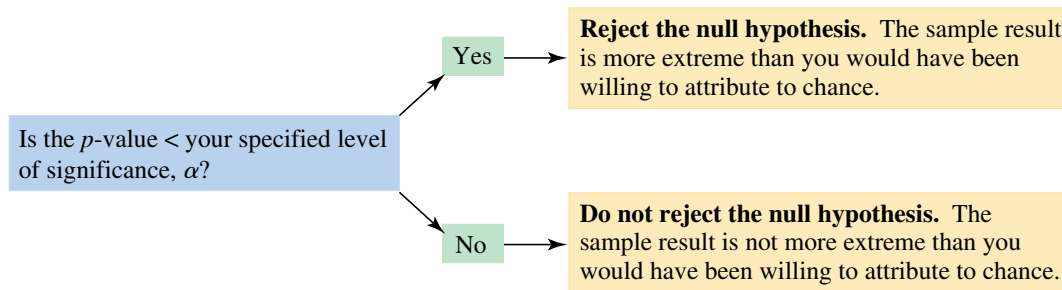 Yes
Reject the null hypothesis. The sample result
is more extreme than you would have been
willing to attribute to chance.
Is the p-value < your specified level
of significance, α?
No
Do not reject the null hypothesis. The
sample result is not more extreme than you
would have been willing to attribute to chance.